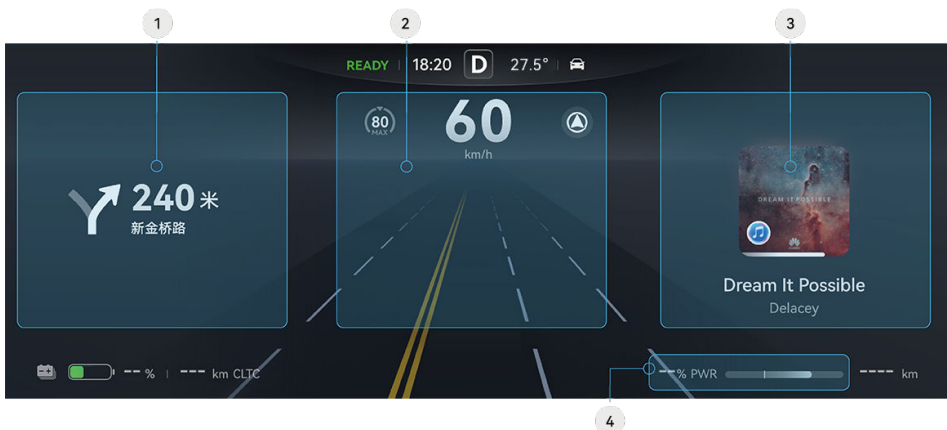 1 2 3
READY 18:20 D 27.5°
80
MAX
60
km/h
240 米
新金桥路
DREAM IT POSSIBLE
HUAWEI
Dream It Possible
Delacey
--% --- km CLTC
--% PWR ---- km
4